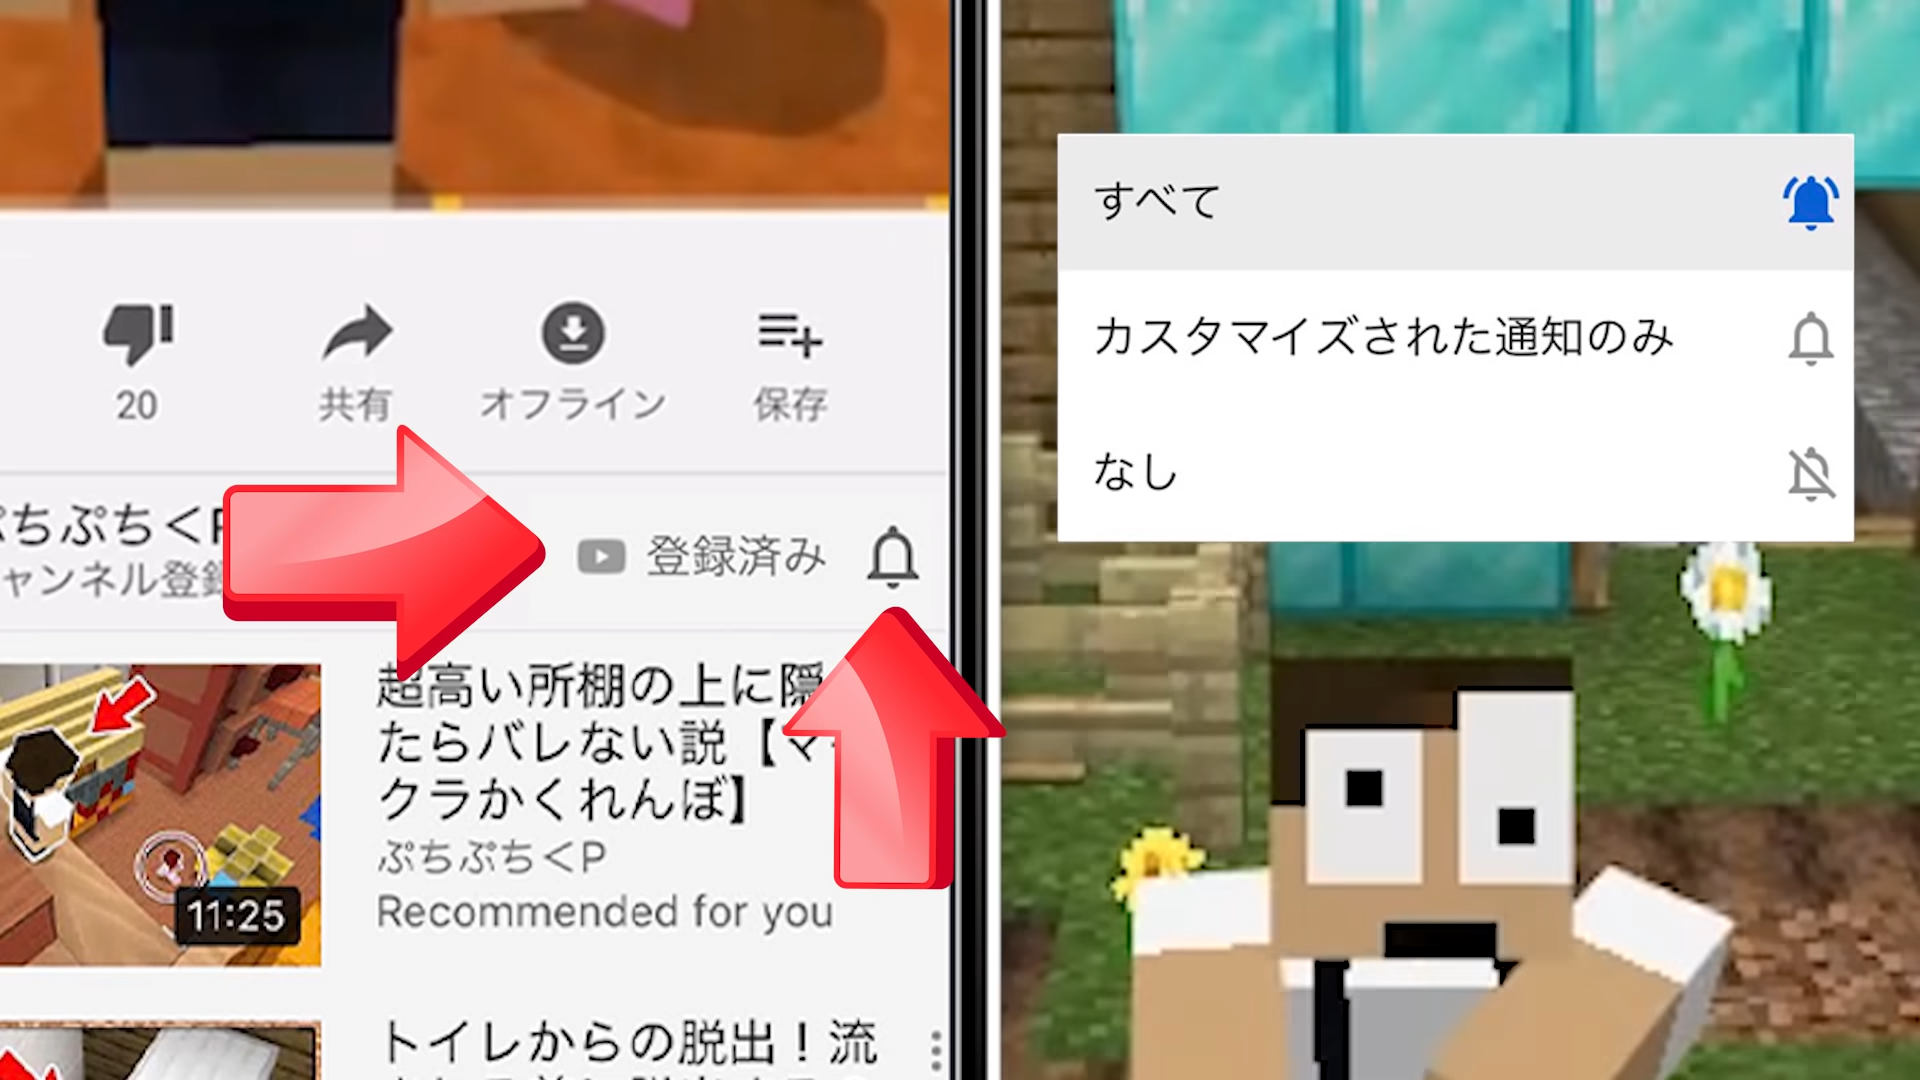 20
共有
オフライン
保存
ぷちぷち＜P
ャンネル登録
登録済み
超高い所棚の上に隠
たらバレない説【マ
クラかくれんぼ】
ぷちぷち＜P
Recommended for you
11:25
トイレからの脱出！流
すべて
カスタマイズされた通知のみ
なし